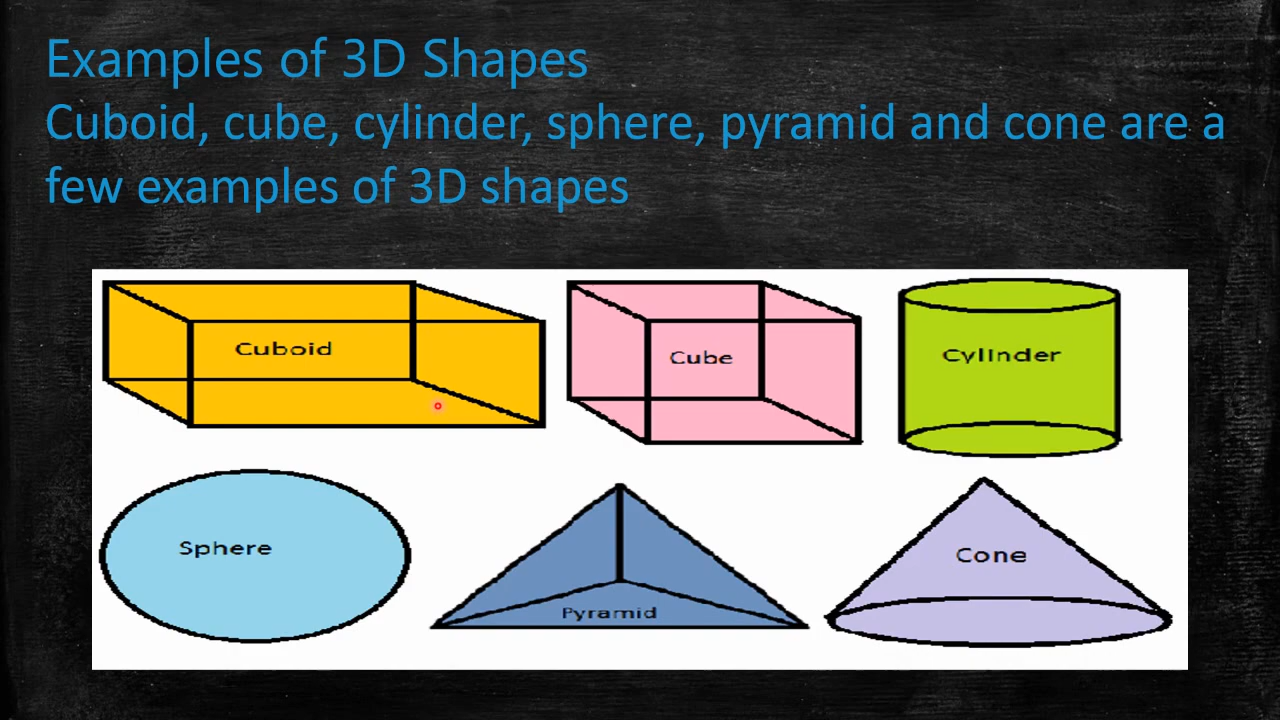 Examples of 3D Shapes
Cuboid, cube, cylinder, sphere, pyramid and cone are a
few examples of 3D shapes
Cuboid
Cube
Cylinder
Sphere
Pyramid
Cone